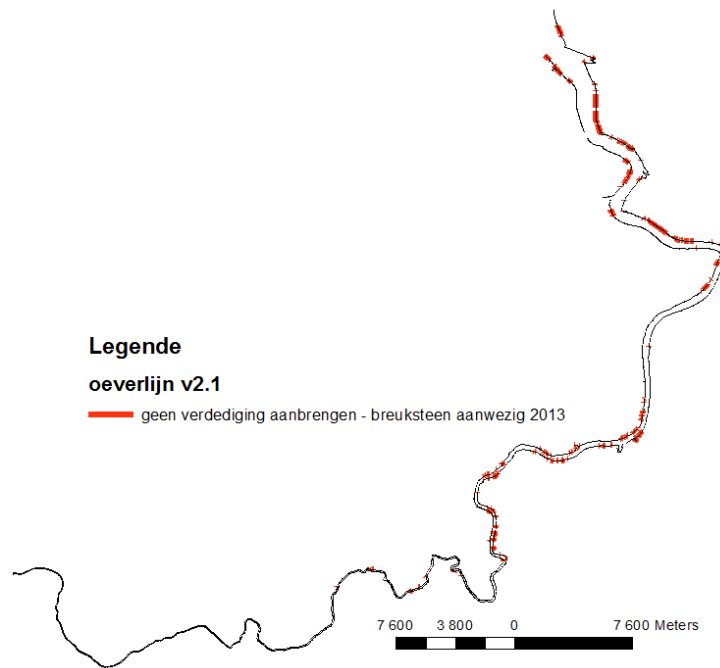 Legende
oeverlijn v2.1
geen verdediging aanbrengen - breuksteen aanwezig 2013
7 600 3 800 0 7 600 Meters